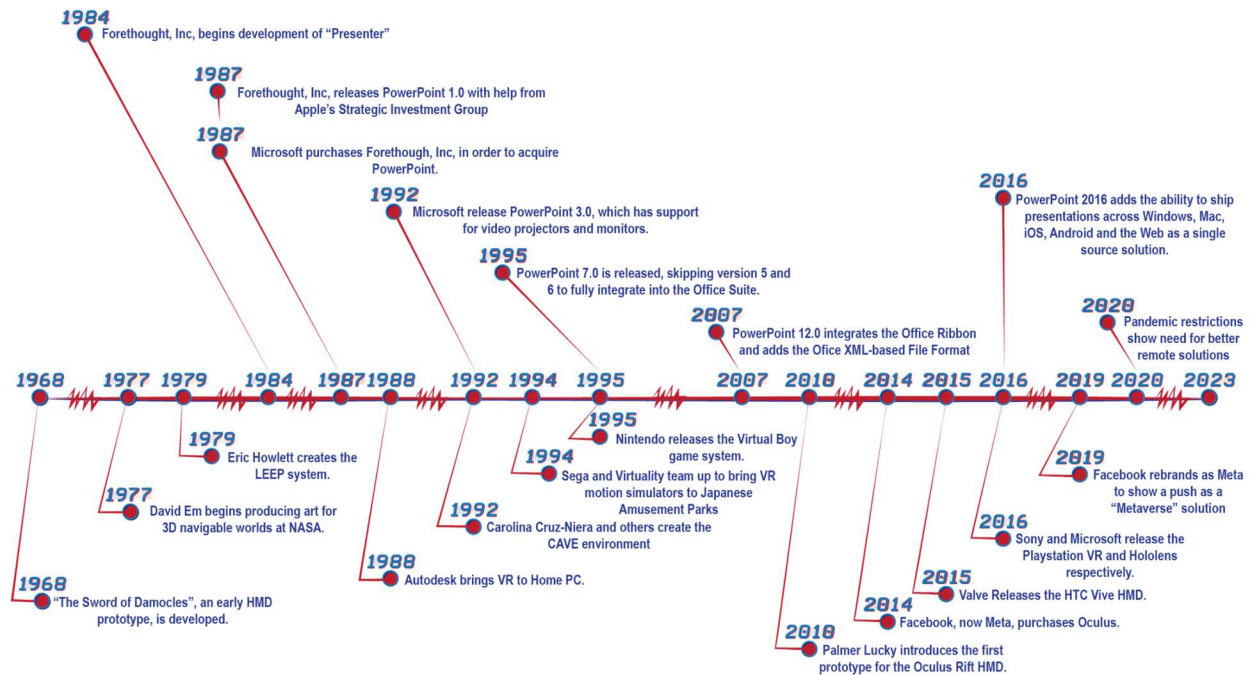 1984
Forethought, Inc, begins development of “Presenter”
1987
Forethought, Inc, releases PowerPoint 1.0 with help from
Apple’s Strategic Investment Group
1987
Microsoft purchases Forethough, Inc, in order to acquire
PowerPoint.
1992
Microsoft release PowerPoint 3.0, which has support
for video projectors and monitors.
1995
PowerPoint 7.0 is released, skipping version 5 and
6 to fully integrate into the Office Suite.
2007
PowerPoint 12.0 integrates the Office Ribbon
and adds the Ofice XML-based File Format
2016
PowerPoint 2016 adds the ability to ship
presentations across Windows, Mac,
iOS, Android and the Web as a single
source solution.
2020
Pandemic restrictions
show need for better
remote solutions
1968 1977 1979 1984 1987 1988 1992 1994 1995 2007 2010 2014 2015 2016 2019 2020 2023
1968
“The Sword of Damocles”, an early HMD
prototype, is developed.
1977
David Em begins producing art for
3D navigable worlds at NASA.
1979
Eric Howlett creates the
LEEP system.
1988
Autodesk brings VR to Home PC.
1992
Carolina Cruz-Niera and others create the
CAVE environment
1994
Sega and Virtuality team up to bring VR
motion simulators to Japanese
Amusement Parks
1995
Nintendo releases the Virtual Boy
game system.
2010
Palmer Lucky introduces the first
prototype for the Oculus Rift HMD.
2014
Facebook, now Meta, purchases Oculus.
2015
Valve Releases the HTC Vive HMD.
2016
Sony and Microsoft release the
Playstation VR and Hololens
respectively.
2019
Facebook rebrands as Meta
to show a push as a
“Metaverse” solution